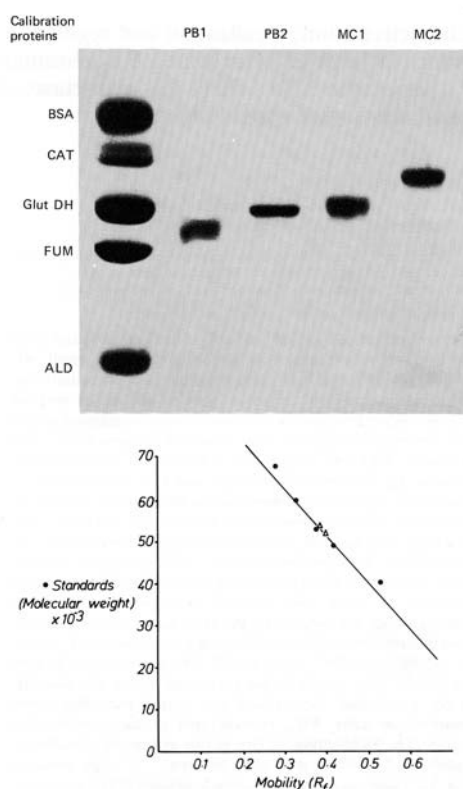 Calibration
proteins
PB1 PB2 MC1 MC2
BSA
CAT
Glut DH
FUM
ALD
70
60
50
40
30
20
10
0
• Standards
(Molecular weight)
x 10⁻³
0·1 0·2 0·3 0·4 0·5 0·6
Mobility (Rf)